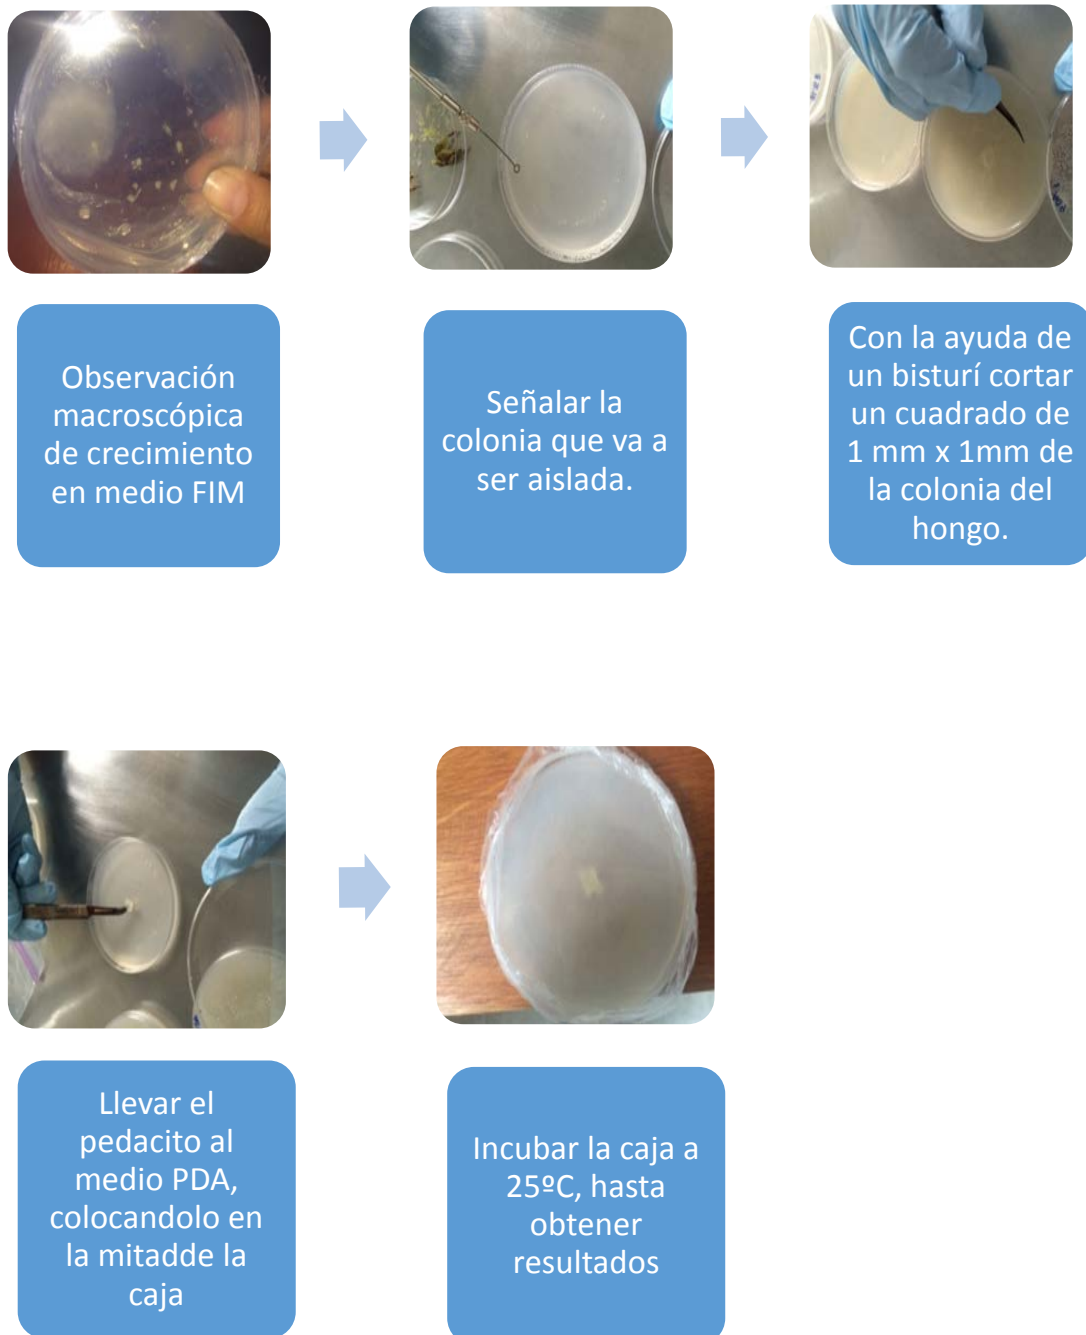 Observación
macroscópica
de crecimiento
en medio FIM
Señalar la
colonia que va a
ser aislada.
Con la ayuda de
un bisturí cortar
un cuadrado de
1 mm x 1mm de
la colonia del
hongo.
Llevar el
pedacito al
medio PDA,
colocandolo en
la mitadde la
caja
Incubar la caja a
25ºC, hasta
obtener
resultados